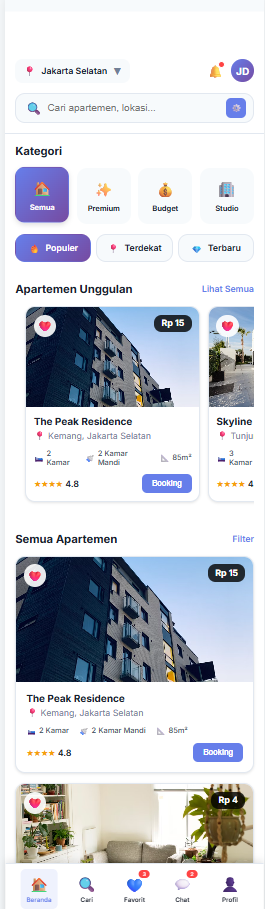 Jakarta Selatan
JD
Cari apartemen, lokasi...
Kategori
Semua
Premium
Budget
Studio
Populer
Terdekat
Terbaru
Apartemen Unggulan
Lihat Semua
Rp 15
The Peak Residence
Kemang, Jakarta Selatan
2 Kamar
2 Kamar Mandi
85m²
4.8
Booking
Skyline
Tunju
3 Kamar
4
Semua Apartemen
Filter
Rp 15
The Peak Residence
Kemang, Jakarta Selatan
2 Kamar
2 Kamar Mandi
85m²
4.8
Booking
Rp 4
Beranda
Cari
3
Favorit
2
Chat
Profil